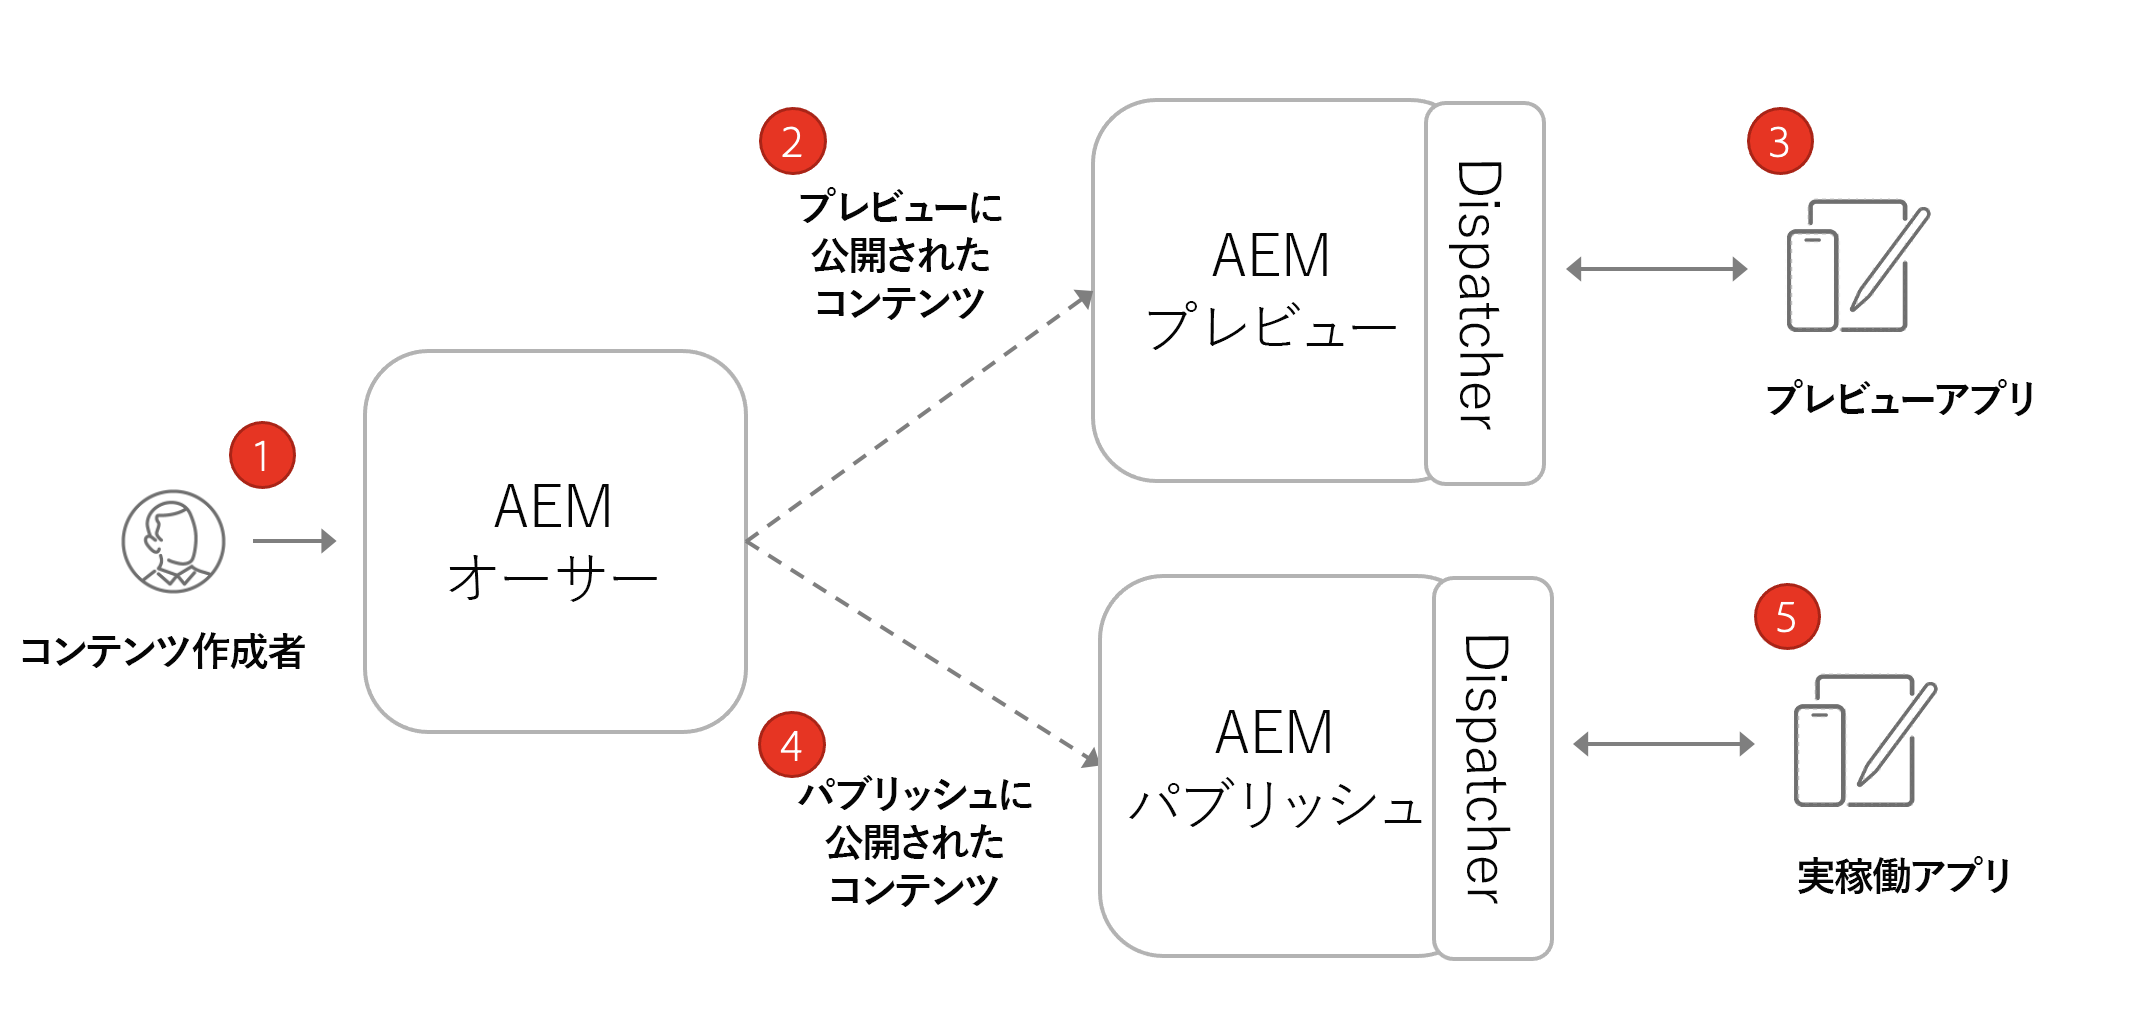 1
コンテンツ作成者
AEM
オーサー
2
プレビューに
公開された
コンテンツ
AEM
プレビュー
Dispatcher
3
プレビューアプリ
4
パブリッシュに
公開された
コンテンツ
AEM
パブリッシュ
Dispatcher
5
実稼働アプリ